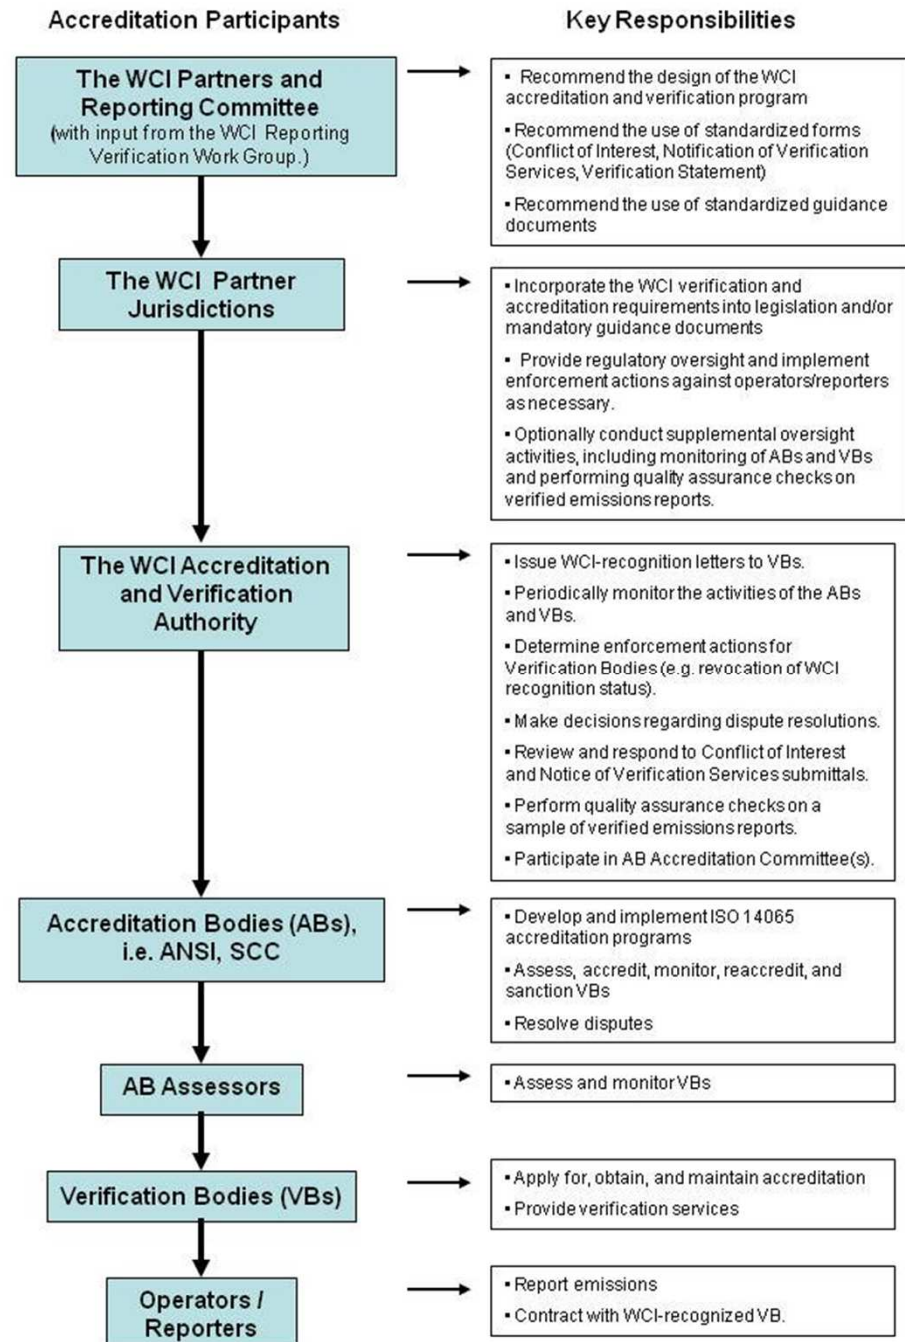 Accreditation Participants
Key Responsibilities
The WCI Partners and
Reporting Committee
(with input from the WCI Reporting
Verification Work Group.)
▪ Recommend the design of the WCI
accreditation and verification program
▪ Recommend the use of standardized forms
(Conflict of Interest, Notification of Verification
Services, Verification Statement)
▪ Recommend the use of standardized guidance
documents
The WCI Partner
Jurisdictions
▪ Incorporate the WCI verification and
accreditation requirements into legislation and/or
mandatory guidance documents
▪ Provide regulatory oversight and implement
enforcement actions against operators/reporters
as necessary.
▪ Optionally conduct supplemental oversight
activities, including monitoring of ABs and VBs
and performing quality assurance checks on
verified emissions reports.
The WCI Accreditation
and Verification
Authority
▪ Issue WCI-recognition letters to VBs.
▪ Periodically monitor the activities of the ABs
and VBs.
▪ Determine enforcement actions for
Verification Bodies (e.g. revocation of WCI
recognition status).
▪ Make decisions regarding dispute resolutions.
▪ Review and respond to Conflict of Interest
and Notice of Verification Services submittals.
▪ Perform quality assurance checks on a
sample of verified emissions reports.
▪ Participate in AB Accreditation Committee(s).
Accreditation Bodies (ABs),
i.e. ANSI, SCC
▪ Develop and implement ISO 14065
accreditation programs
▪ Assess, accredit, monitor, reaccredit, and
sanction VBs
▪ Resolve disputes
AB Assessors
▪ Assess and monitor VBs
Verification Bodies (VBs)
▪ Apply for, obtain, and maintain accreditation
▪ Provide verification services
Operators /
Reporters
▪ Report emissions
▪ Contract with WCI-recognized VB.